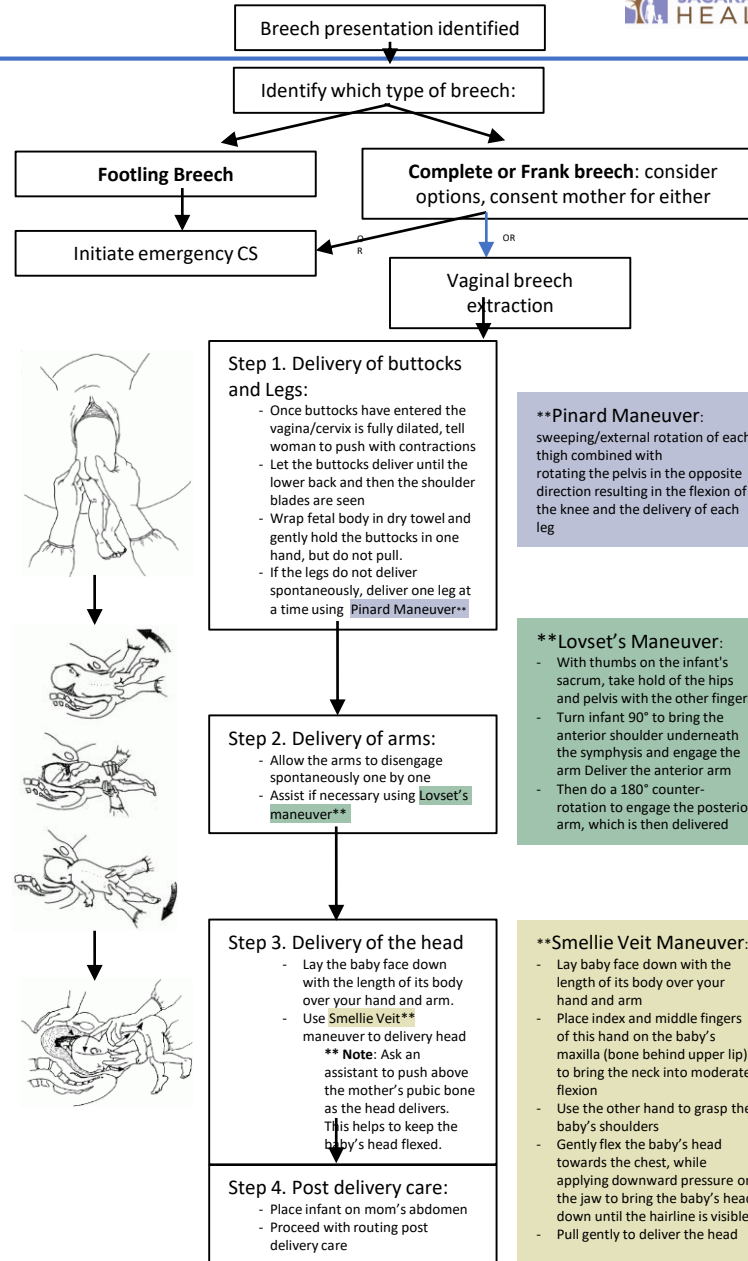 HEAL
Breech presentation identified
Identify which type of breech:
Footling Breech
Complete or Frank breech: consider
options, consent mother for either
O
R
OR
Initiate emergency CS
Vaginal breech
extraction
Step 1. Delivery of buttocks
and Legs:
- Once buttocks have entered the
vagina/cervix is fully dilated, tell
woman to push with contractions
- Let the buttocks deliver until the
lower back and then the shoulder
blades are seen
- Wrap fetal body in dry towel and
gently hold the buttocks in one
hand, but do not pull.
- If the legs do not deliver
spontaneously, deliver one leg at
a time using Pinard Maneuver**
**Pinard Maneuver:
sweeping/external rotation of each
thigh combined with
rotating the pelvis in the opposite
direction resulting in the flexion of
the knee and the delivery of each
leg
Step 2. Delivery of arms:
- Allow the arms to disengage
spontaneously one by one
- Assist if necessary using Lovset's
maneuver**
**Lovset's Maneuver:
- With thumbs on the infant's
sacrum, take hold of the hips
and pelvis with the other finger
- Turn infant 90° to bring the
anterior shoulder underneath
the symphysis and engage the
arm Deliver the anterior arm
- Then do a 180° counter-
rotation to engage the posterio
arm, which is then delivered
Step 3. Delivery of the head
- Lay the baby face down
with the length of its body
over your hand and arm.
- Use Smellie Veit**
maneuver to delivery head
** Note: Ask an
assistant to push above
the mother's pubic bone
as the head delivers.
This helps to keep the
baby's head flexed.
**Smellie Veit Maneuver:
- Lay baby face down with the
length of its body over your
hand and arm
- Place index and middle fingers
of this hand on the baby's
maxilla (bone behind upper lip)
to bring the neck into moderate
flexion
- Use the other hand to grasp the
baby's shoulders
- Gently flex the baby's head
towards the chest, while
applying downward pressure on
the jaw to bring the baby's head
down until the hairline is visible
- Pull gently to deliver the head
Step 4. Post delivery care:
- Place infant on mom's abdomen
- Proceed with routing post
delivery care